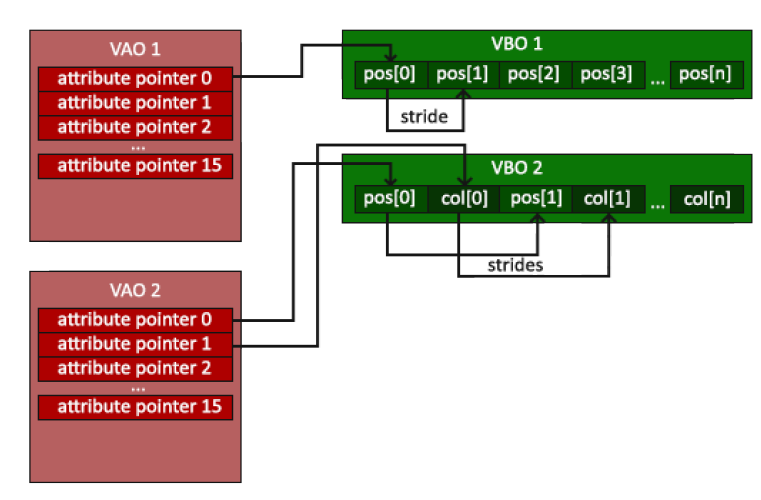 VAO 1
attribute pointer 0
attribute pointer 1
attribute pointer 2
...
attribute pointer 15
VBO 1
pos[0] pos[1] pos[2] pos[3] ... pos[n]
stride
VBO 2
pos[0] col[0] pos[1] col[1] ... col[n]
strides
VAO 2
attribute pointer 0
attribute pointer 1
attribute pointer 2
...
attribute pointer 15